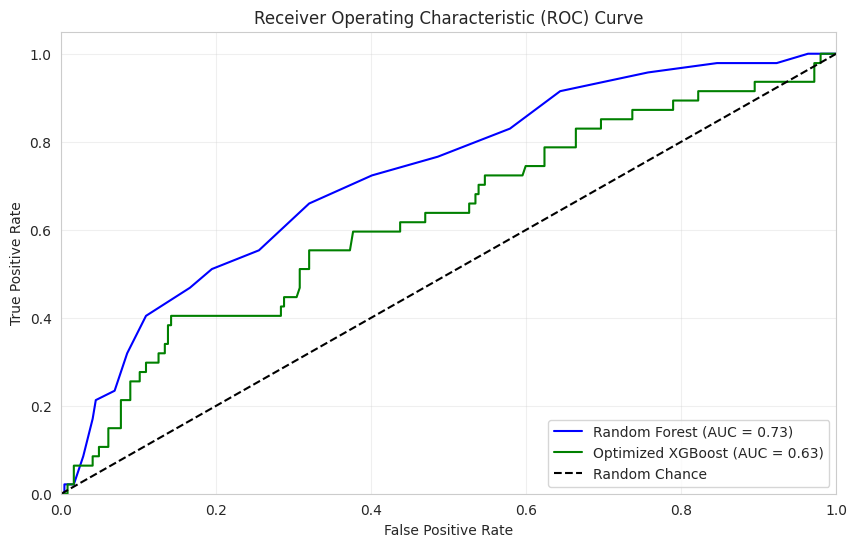 Receiver Operating Characteristic (ROC) Curve
True Positive Rate
1.0
0.8
0.6
0.4
0.2
0.0
Random Forest (AUC = 0.73)
Optimized XGBoost (AUC = 0.63)
Random Chance
0.0 0.2 0.4 0.6 0.8 1.0
False Positive Rate